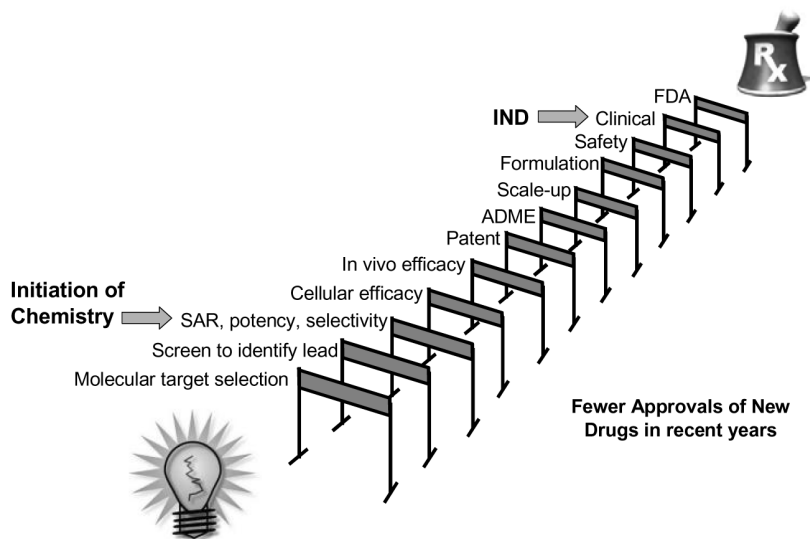 Rx
FDA
IND
Clinical
Safety
Formulation
Scale-up
ADME
Patent
In vivo efficacy
Initiation of
Chemistry
Cellular efficacy
SAR, potency, selectivity
Screen to identify lead
Molecular target selection
Fewer Approvals of New
Drugs in recent years